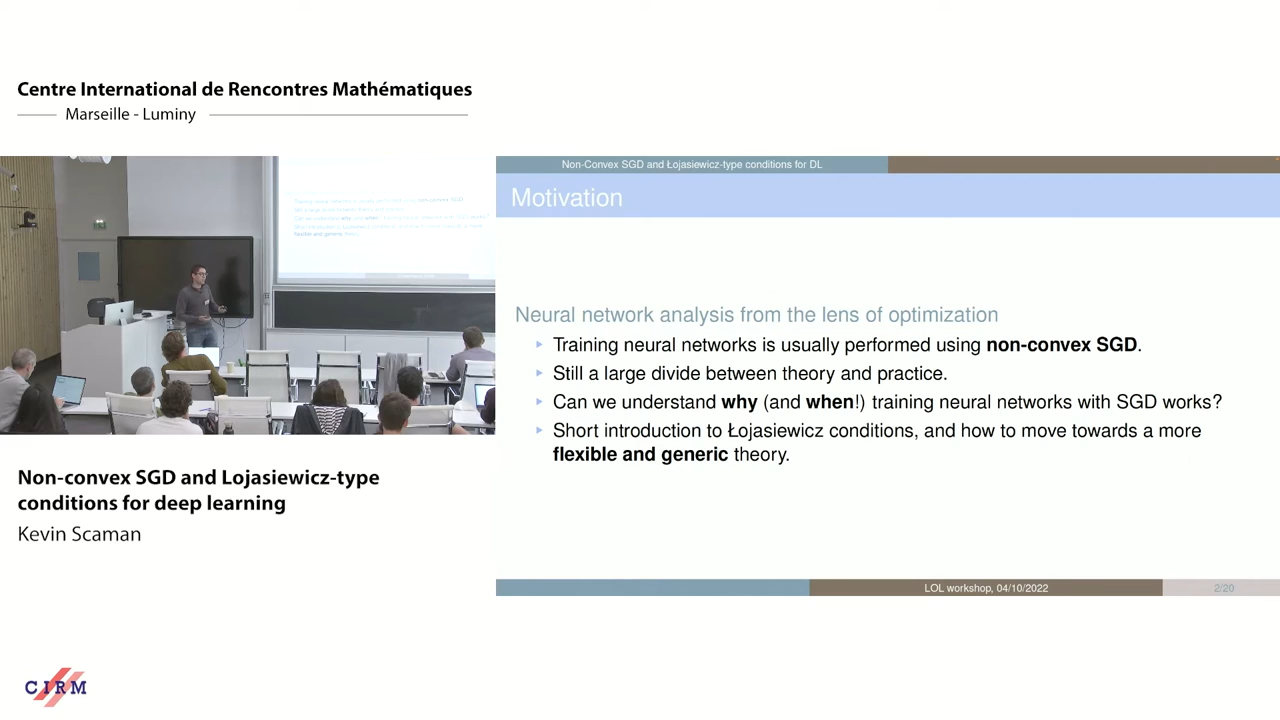 Centre International de Rencontres Mathématiques
Marseille - Luminy
Non-Convex SGD and Łojasiewicz-type conditions for DL
Motivation
Neural network analysis from the lens of optimization
Training neural networks is usually performed using non-convex SGD.
Still a large divide between theory and practice.
Can we understand why (and when!) training neural networks with SGD works?
Short introduction to Łojasiewicz conditions, and how to move towards a more
flexible and generic theory.
LOL workshop, 04/10/2022
2/20
Non-convex SGD and Lojasiewicz-type
conditions for deep learning
Kevin Scaman
CIRM